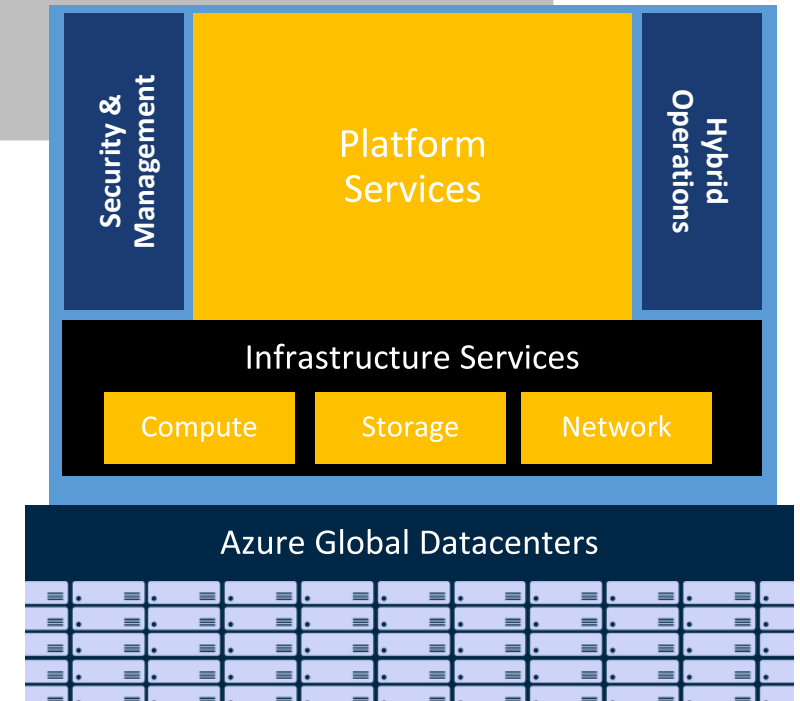 Security &
Management
Platform
Services
Hybrid
Operations
Infrastructure Services
Compute
Storage
Network
Azure Global Datacenters